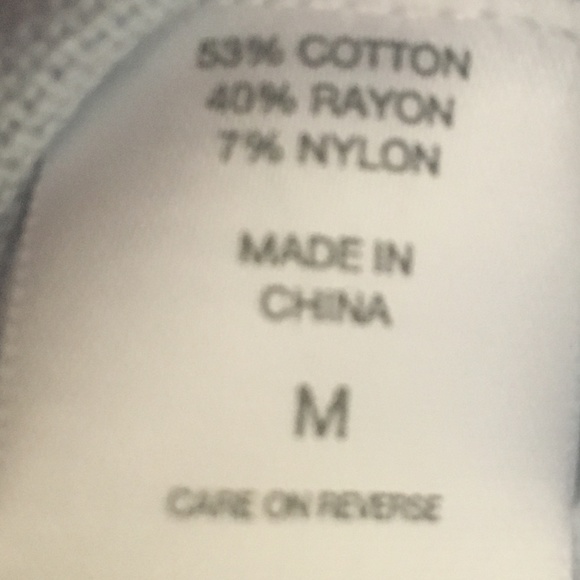 53% COTTON
40% RAYON
7% NYLON
MADE IN
CHINA
M
CARE ON REVERSE